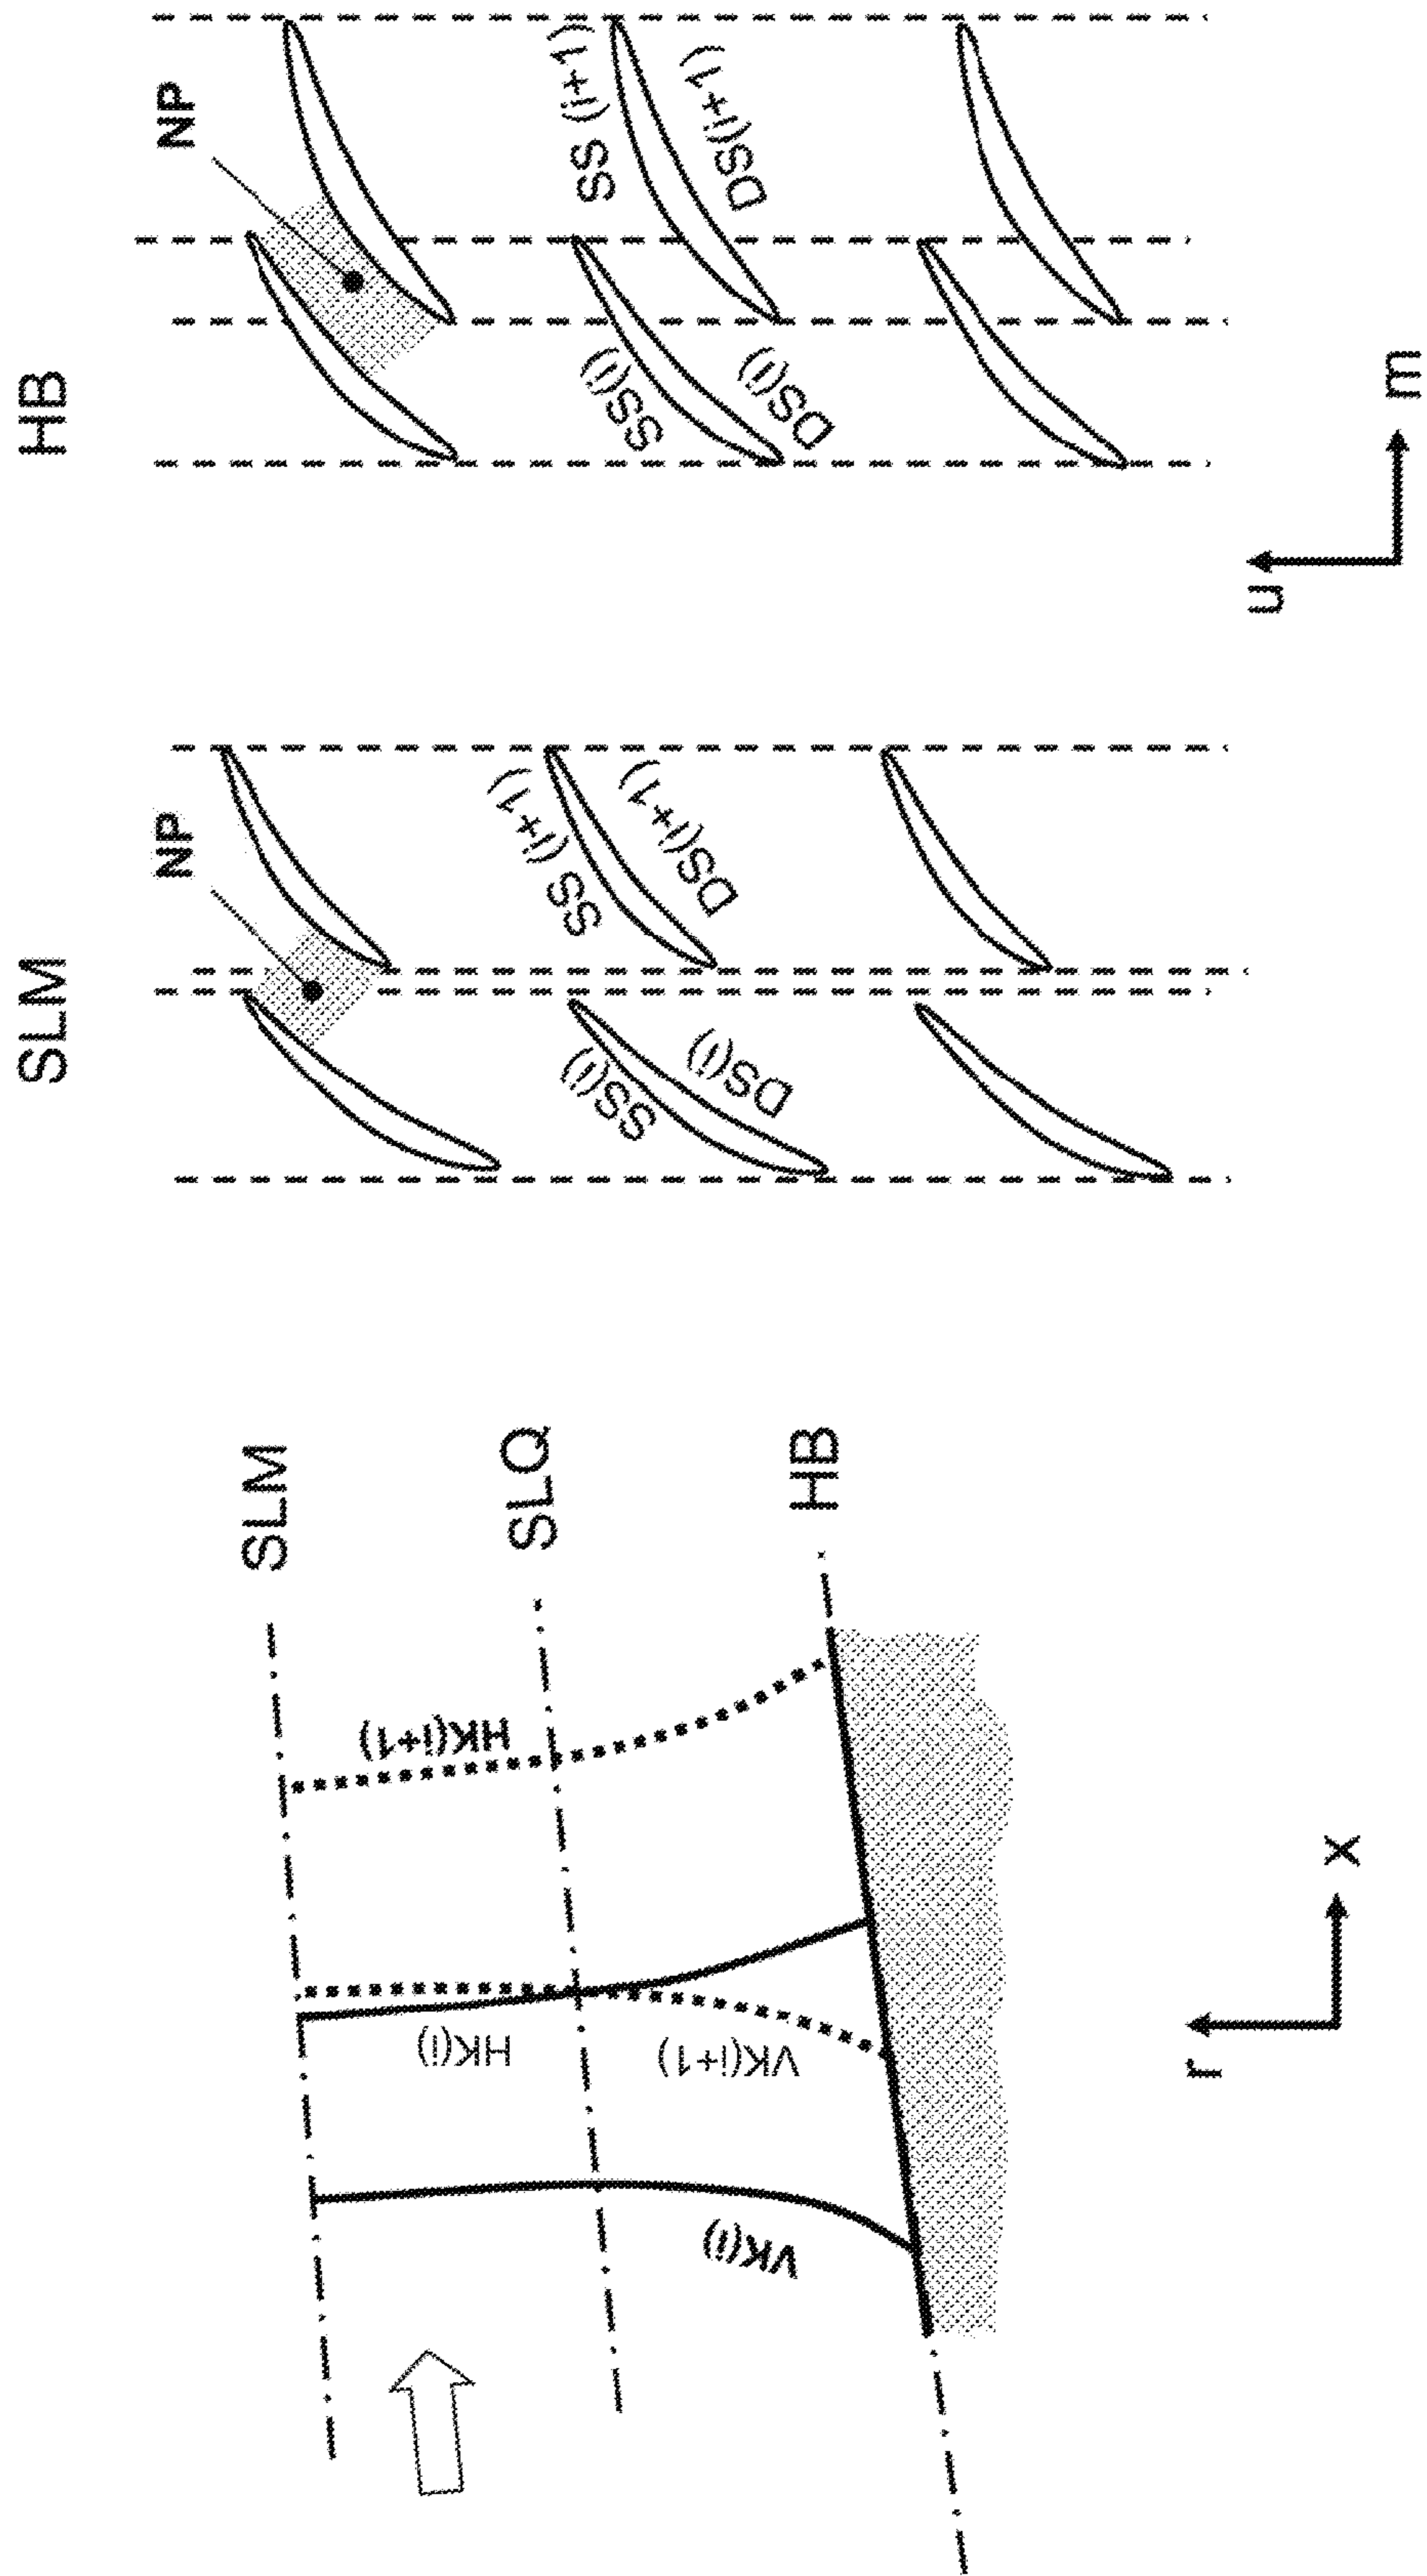 SLM
SLQ
HB
HK(i+1)
HK(i)
VK(i+1)
VK(i)
r
x
SLM
NP
SS(i)
DS(i)
SS (i+1)
DS(i+1)
HB
NP
SS(i)
DS(i)
SS (i+1)
DS(i+1)
u
m